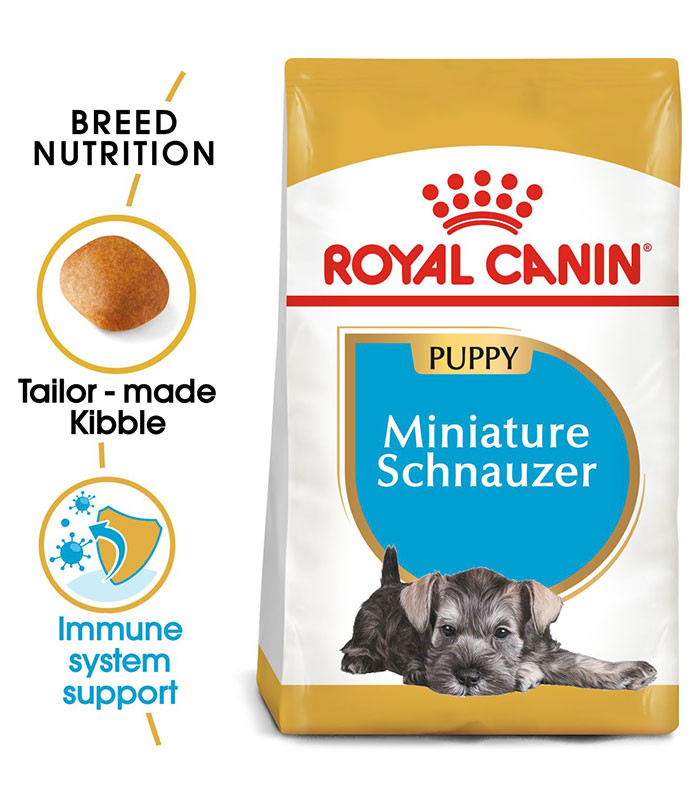 BREED
NUTRITION
Tailor - made
Kibble
Immune
system
support
ROYAL CANIN®
PUPPY
Miniature
Schnauzer